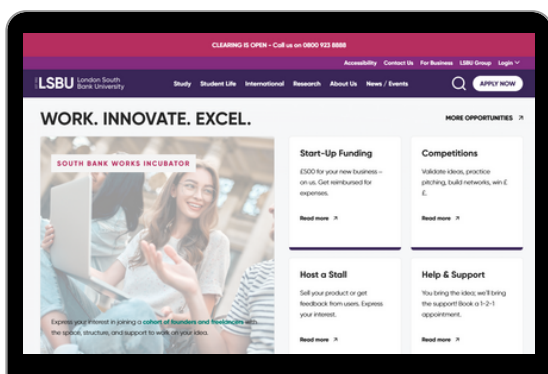 CLEARING IS OPEN - Call us on 0800 923 8888
Accessibility Contact Us For Business LSBU Group Login
LSBU London South
Bank University
Study Student Life International Research About Us News / Events
APPLY NOW
WORK. INNOVATE. EXCEL.
MORE OPPORTUNITIES
SOUTH BANK WORKS INCUBATOR
Express your interest in joining a cohort of founders and freelancers with
the space, structure, and support to work on your idea.
Start-Up Funding
£500 for your new business –
on us. Get reimbursed for
expenses.
Read more
Competitions
Validate ideas, practice
pitching, build networks, win £
£.
Read more
Host a Stall
Sell your product or get
feedback from users. Express
your interest.
Read more
Help & Support
You bring the idea; we'll bring
the support! Book a 1-2-1
appointment.
Read more